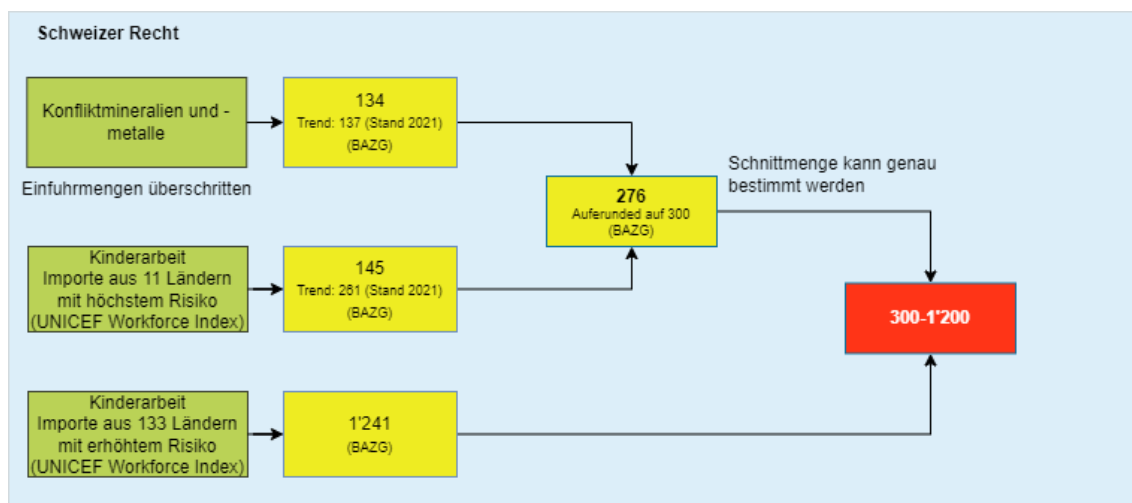 Schweizer Recht
Konfliktmineralien und -
metalle
134
Trend: 137 (Stand 2021)
(BAZG)
Einfuhrmengen überschritten
Schnittmenge kann genau
bestimmt werden
276
Auferunded auf 300
(BAZG)
Kinderarbeit
Importe aus 11 Ländern
mit höchstem Risiko
(UNICEF Workforce Index)
145
Trend: 261 (Stand 2021)
(BAZG)
300-1'200
Kinderarbeit
Importe aus 133 Ländern
mit erhöhtem Risiko
(UNICEF Workforce Index)
1'241
(BAZG)